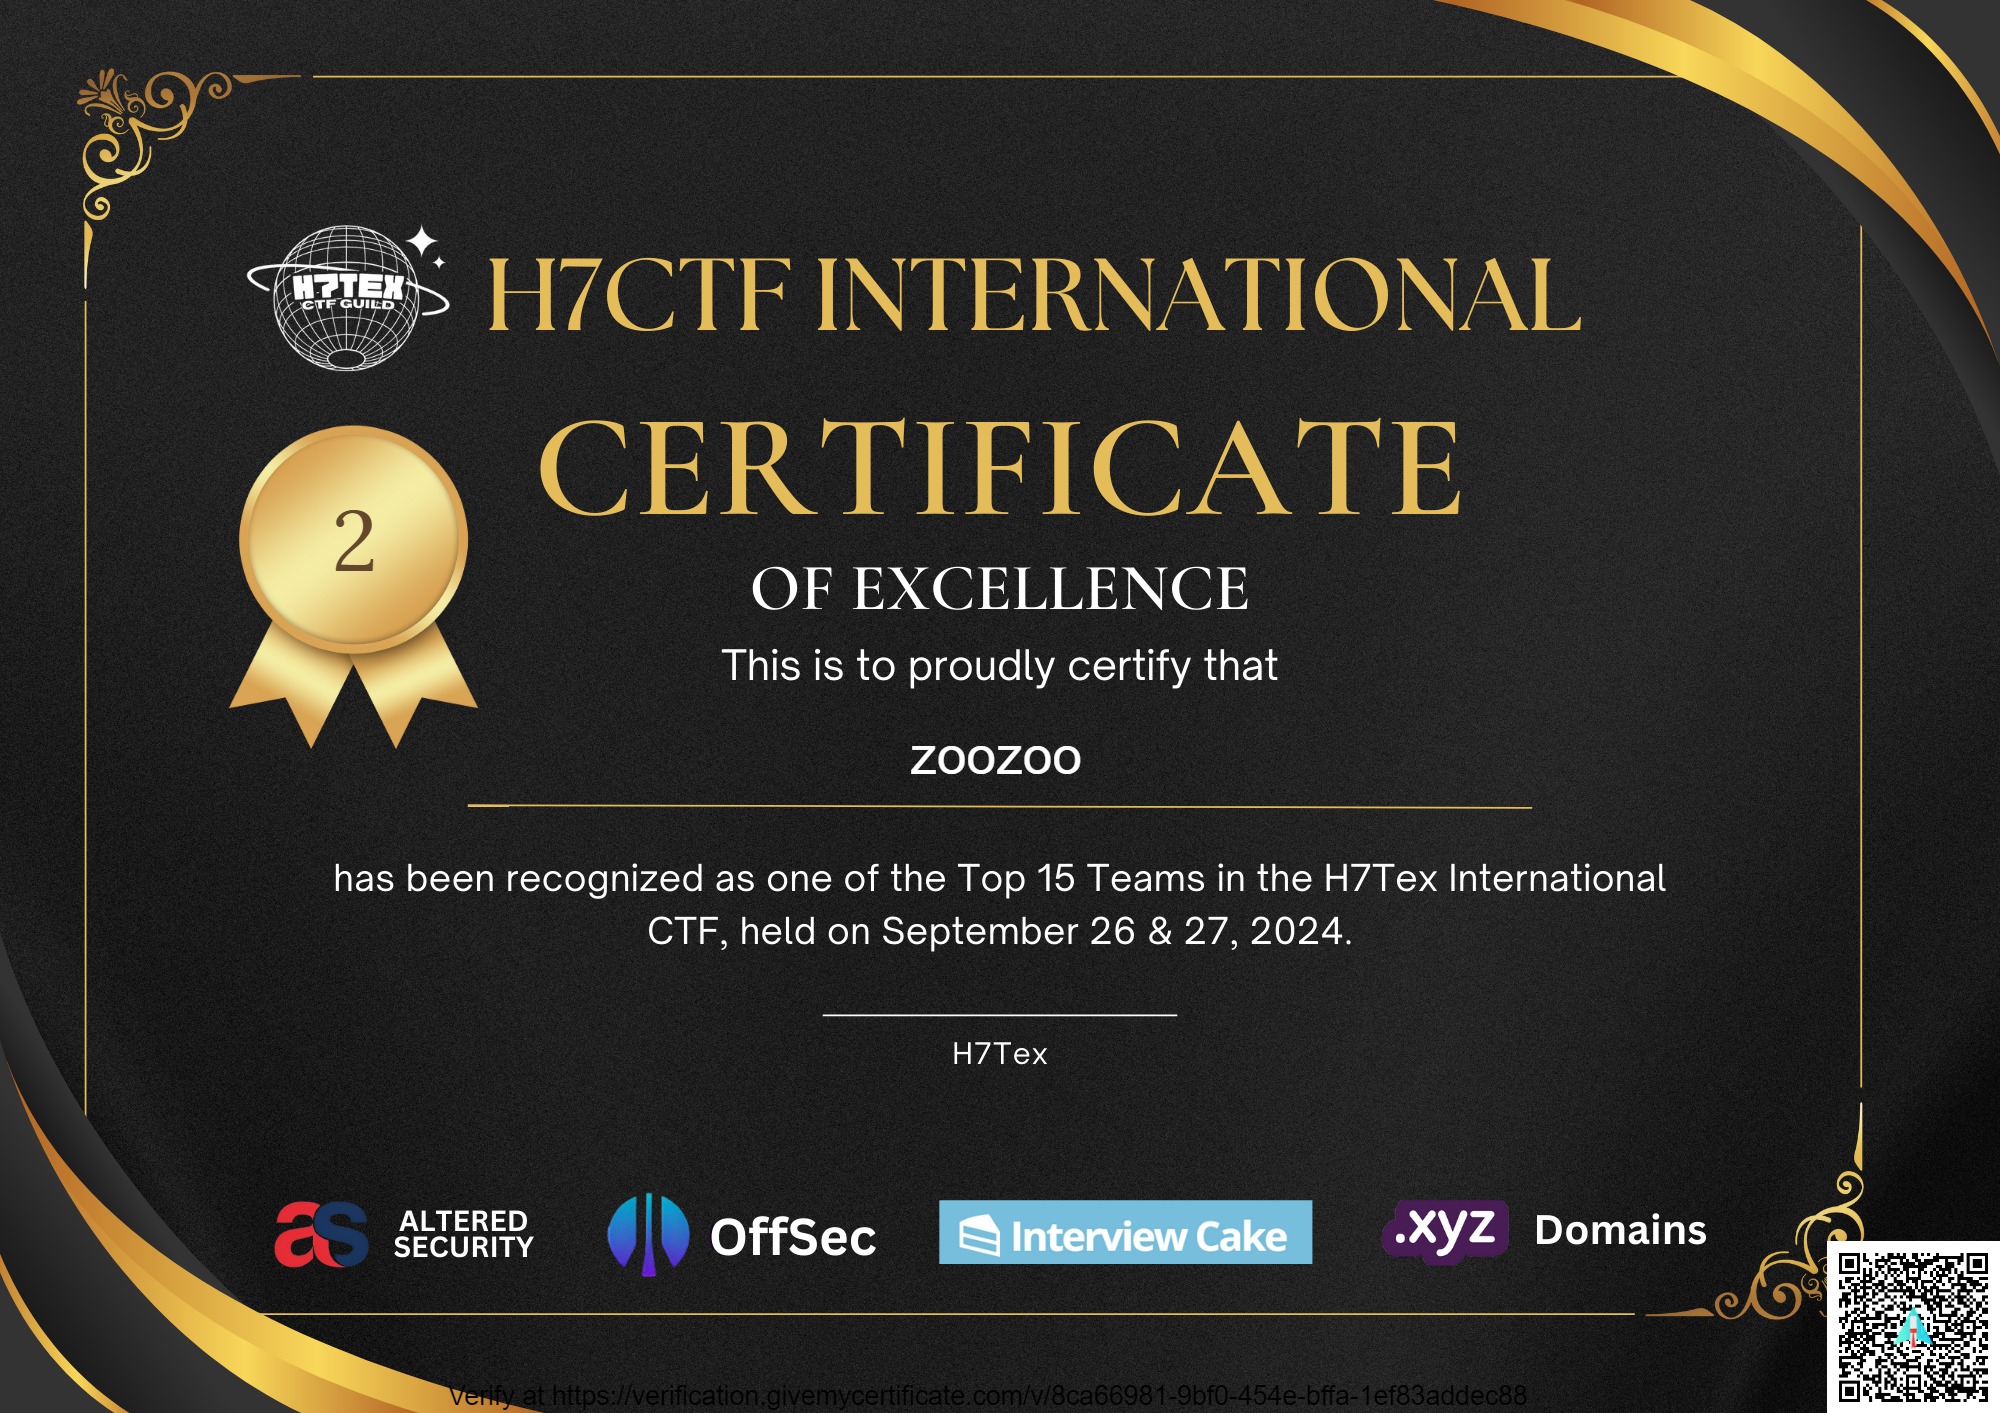 H7TEX
CTF GUILD
H7CTF INTERNATIONAL
CERTIFICATE
2
OF EXCELLENCE
This is to proudly certify that
ZOOZOO
has been recognized as one of the Top 15 Teams in the H7Tex International
CTF, held on September 26 & 27, 2024.
H7Tex
as ALTERED
SECURITY
OffSec
Interview Cake
.xyz Domains
Verify at https://verification.givemycertificate.com/v/8ca66981-9bf0-454e-bffa-1ef83addec88